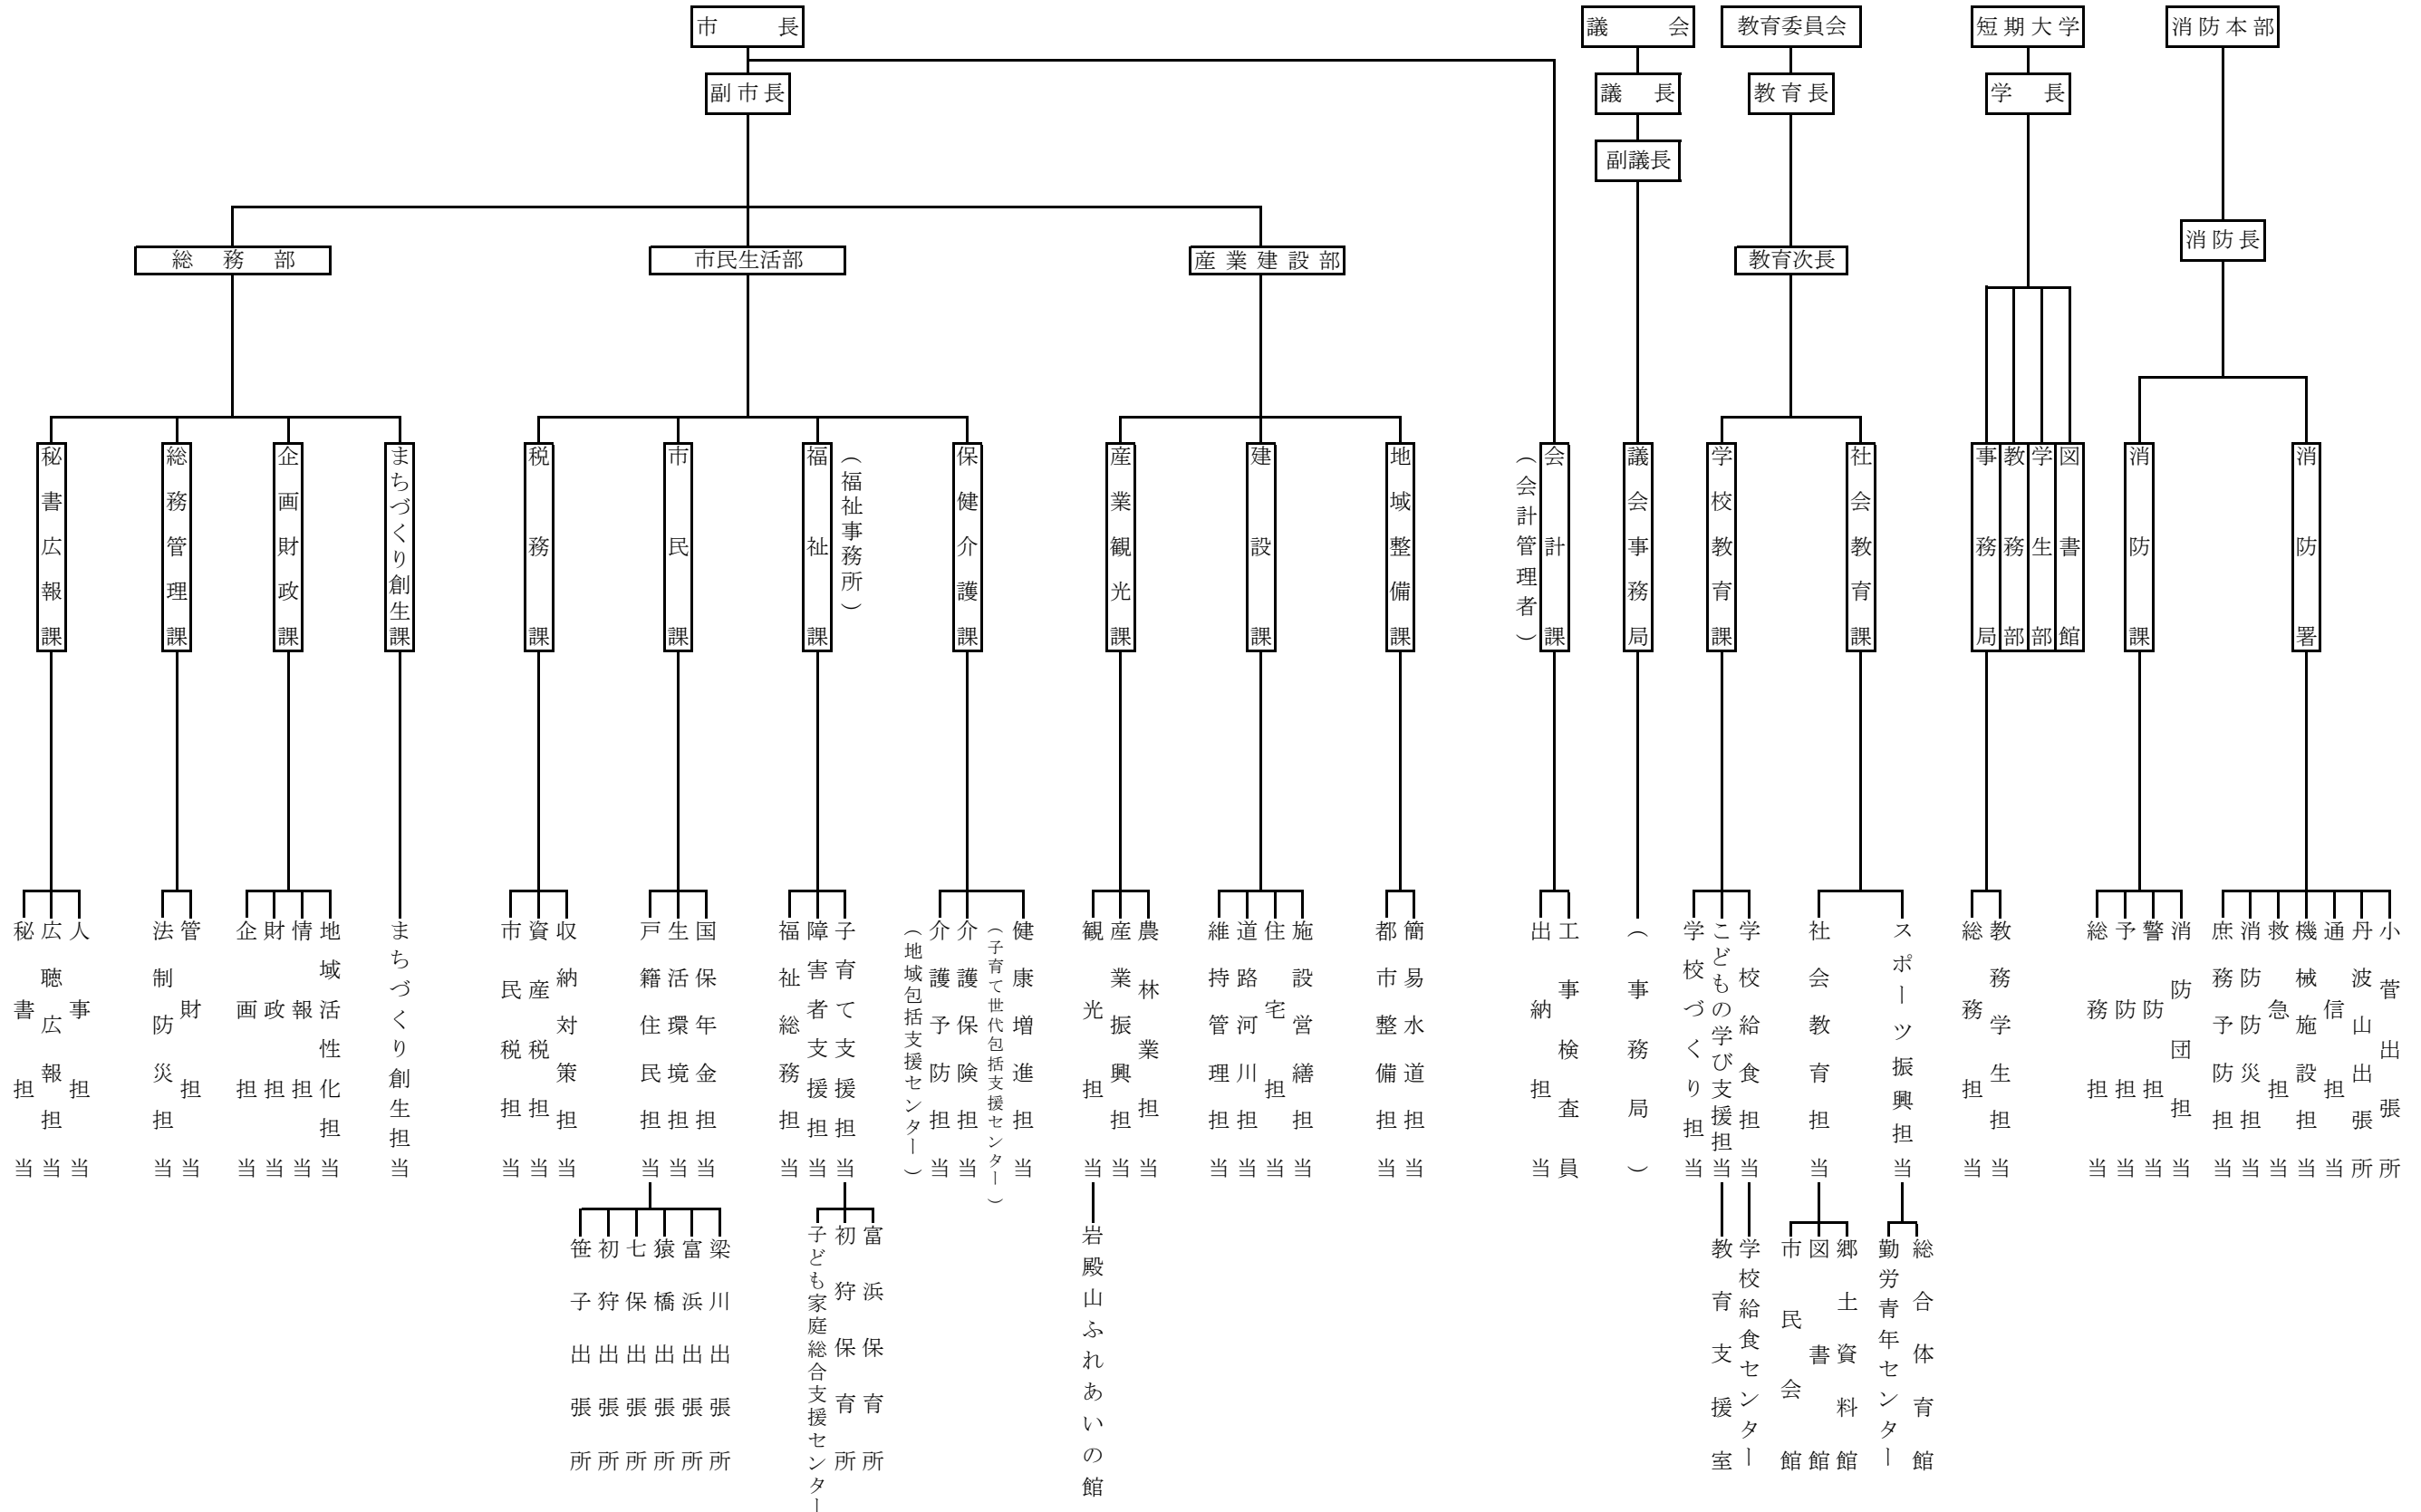 市長
議会
教育委員会
短期大学
消防本部
副市長
議長
教育長
学長
副議長
消防長
総務部
市民生活部
産業建設部
教育次長
秘書広報課
総務管理課
企画財政課
まちづくり創生課
税務課
市民課
福祉課
（福祉事務所）
保健介護課
産業観光課
建設課
地域整備課
（会計管理者）
会計課
議会事務局
学校教育課
社会教育課
事務局
教務部
学生部
図書館
消防課
消防署
秘書担当
広聴広報担当
人事担当
法制防災担当
管財担当
企画担当
財政担当
情報担当
地域活性化担当
まちづくり創生担当
市民税担当
資産税担当
収納対策担当
戸籍住民担当
生活環境担当
国保年金担当
福祉総務担当
障害者支援担当
子育て支援担当
（地域包括支援センター）
介護予防担当
介護保険担当
（子育て世代包括支援センター）
健康増進担当
観光担当
産業振興担当
農林業担当
維持管理担当
道路河川担当
住宅担当
施設営繕担当
都市整備担当
簡易水道担当
出納担当
工事検査員
（事務局）
学校づくり担当
こどもの学び支援担当
学校給食担当
社会教育担当
スポーツ振興担当
総務担当
教務学生担当
総務担当
予防担当
警防担当
消防団担当
庶務予防担当
消防防災担当
救急担当
機械施設担当
通信担当
丹波山出張所
小菅出張所
笹子出張所
初狩出張所
七保出張所
猿橋出張所
富浜出張所
梁川出張所
子ども家庭総合支援センター
初狩保育所
富浜保育所
岩殿山ふれあいの館
教育支援室
学校給食センター
市民会館
図書館
郷土資料館
勤労青年センター
総合体育館